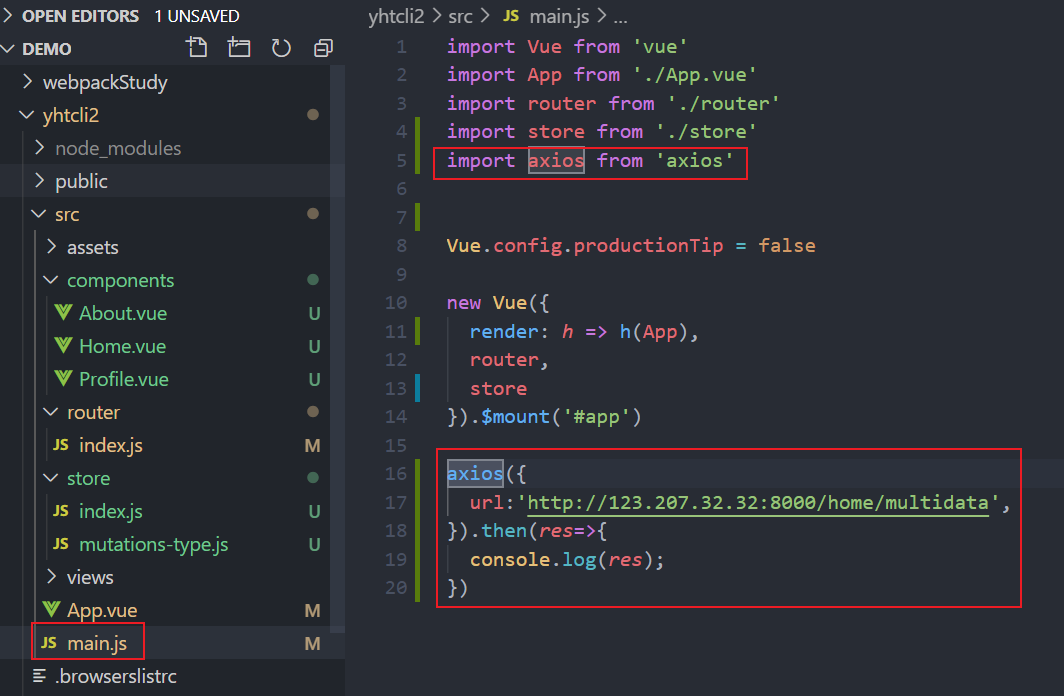 OPEN EDITORS 1 UNSAVED
DEMO
webpackStudy
yhtcli2
node_modules
public
src
assets
components
About.vue U
Home.vue U
Profile.vue U
router
JS index.js M
store
JS index.js U
JS mutations-type.js U
views
App.vue M
JS main.js M
.browserslistrc
yhtcli2 > src > JS main.js > ...
1 import Vue from 'vue'
2 import App from './App.vue'
3 import router from './router'
4 import store from './store'
5 import axios from 'axios'
6
7
8 Vue.config.productionTip = false
9
10 new Vue({
11 render: h => h(App),
12 router,
13 store
14 }).$mount('#app')
15
16 axios({
17 url:'http://123.207.32.32:8000/home/multidata',
18 }).then(res=>{
19 console.log(res);
20 })